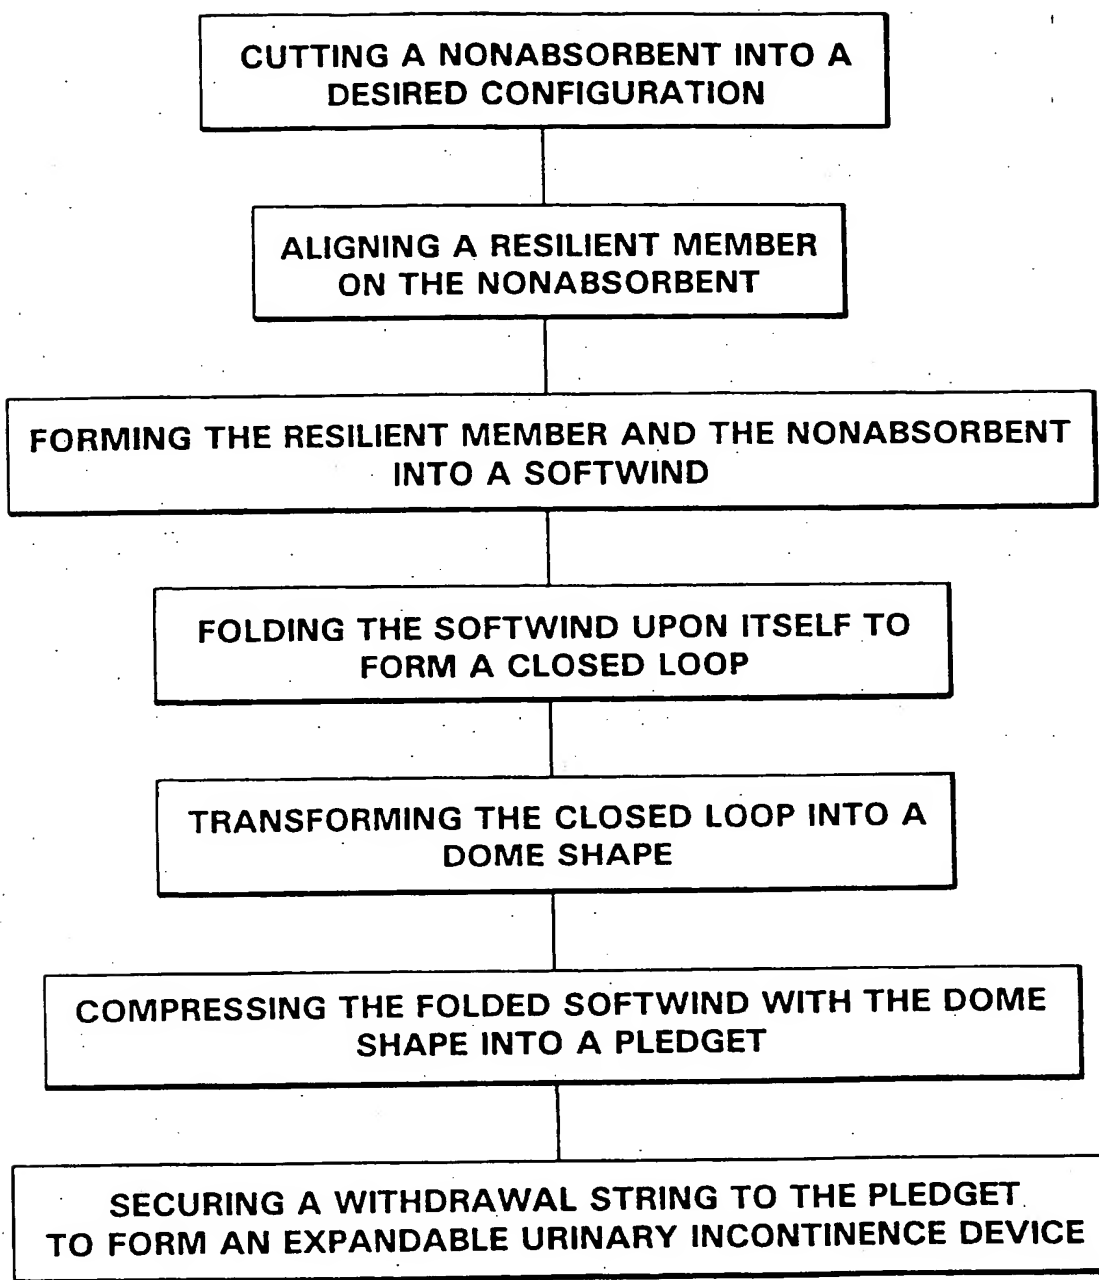 CUTTING A NONABSORBENT INTO A
DESIRED CONFIGURATION
ALIGNING A RESILIENT MEMBER
ON THE NONABSORBENT
FORMING THE RESILIENT MEMBER AND THE NONABSORBENT
INTO A SOFTWIND
FOLDING THE SOFTWIND UPON ITSELF TO
FORM A CLOSED LOOP
TRANSFORMING THE CLOSED LOOP INTO A
DOME SHAPE
COMPRESSING THE FOLDED SOFTWIND WITH THE DOME
SHAPE INTO A PLEDGET
SECURING A WITHDRAWAL STRING TO THE PLEDGET
TO FORM AN EXPANDABLE URINARY INCONTINENCE DEVICE